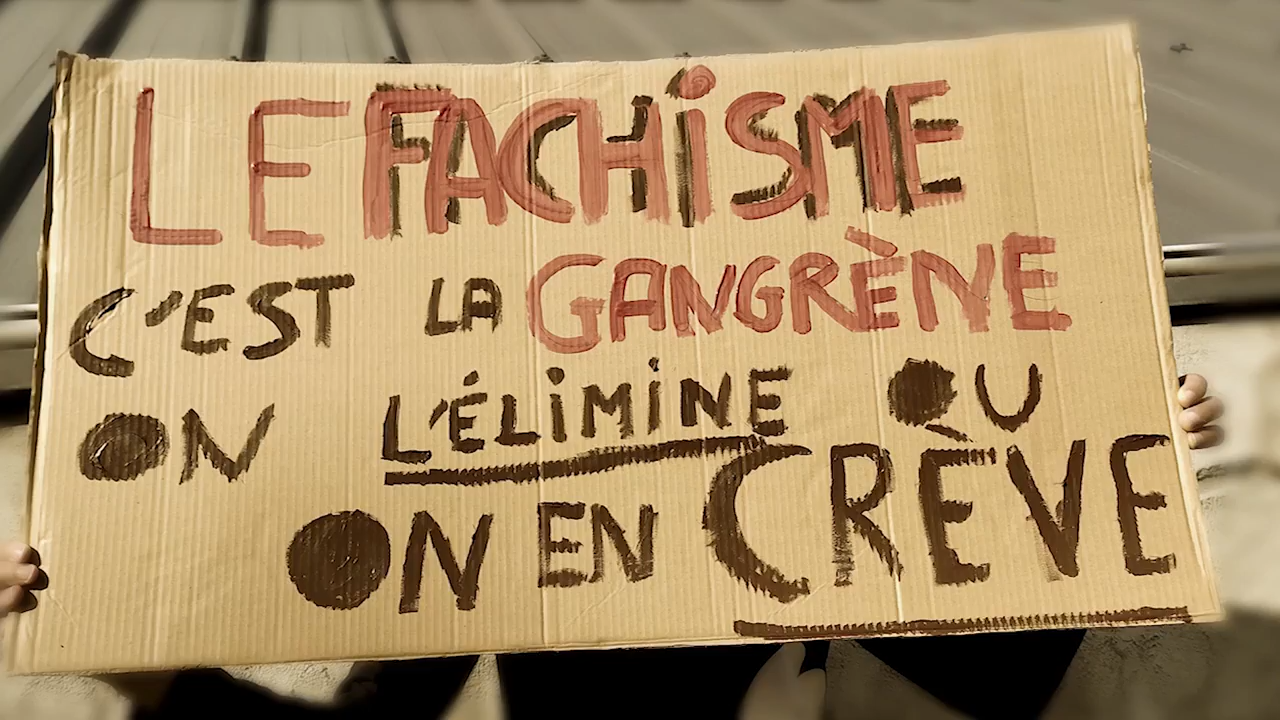 LE FACHiSME
C'EST LA GANGRÈNE
ON L'ÉLiMiNE OU
ON EN CRÈVE